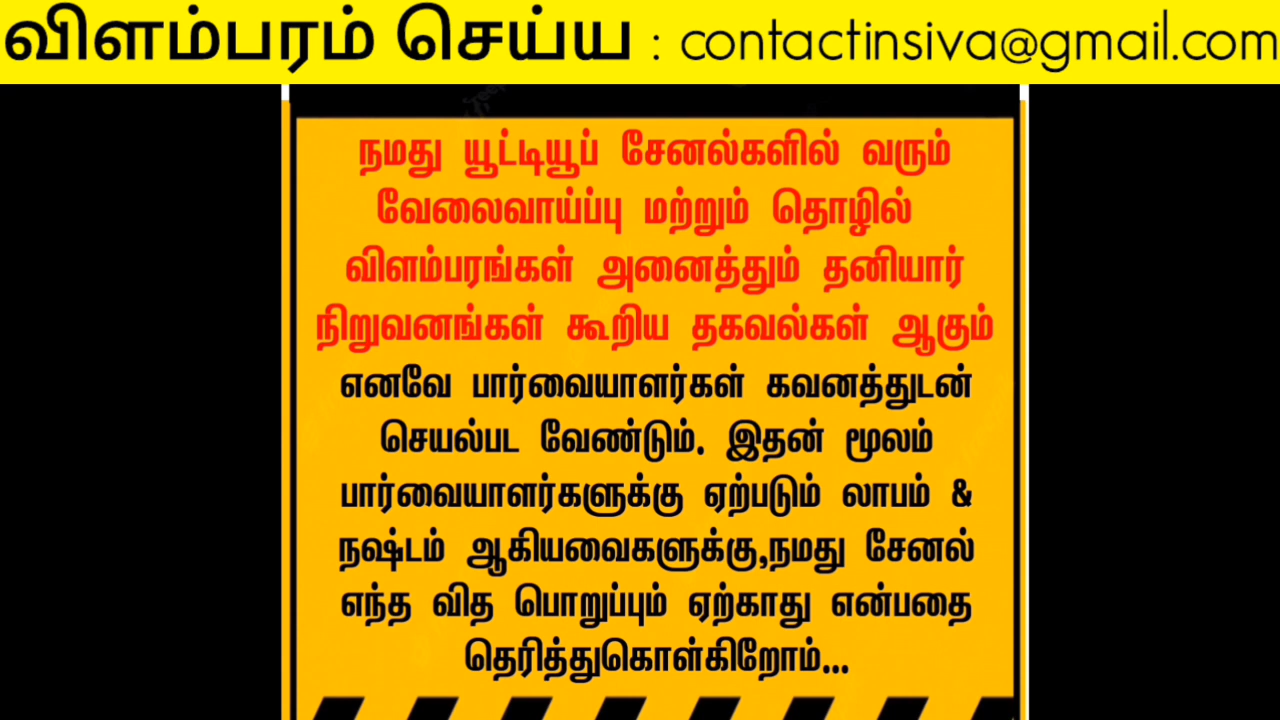 விளம்பரம் செய்ய : contactinsiva@gmail.com
நமது யூட்டியூப் சேனல்களில் வரும்
வேலைவாய்ப்பு மற்றும் தொழில்
விளம்பரங்கள் அனைத்தும் தனியார்
நிறுவனங்கள் கூறிய தகவல்கள் ஆகும்
எனவே பார்வையாளர்கள் கவனத்துடன்
செயல்பட வேண்டும். இதன் மூலம்
பார்வையாளர்களுக்கு ஏற்படும் லாபம் &
நஷ்டம் ஆகியவைகளுக்கு,நமது சேனல்
எந்த வித பொறுப்பும் ஏற்காது என்பதை
தெரித்துகொள்கிறோம்...